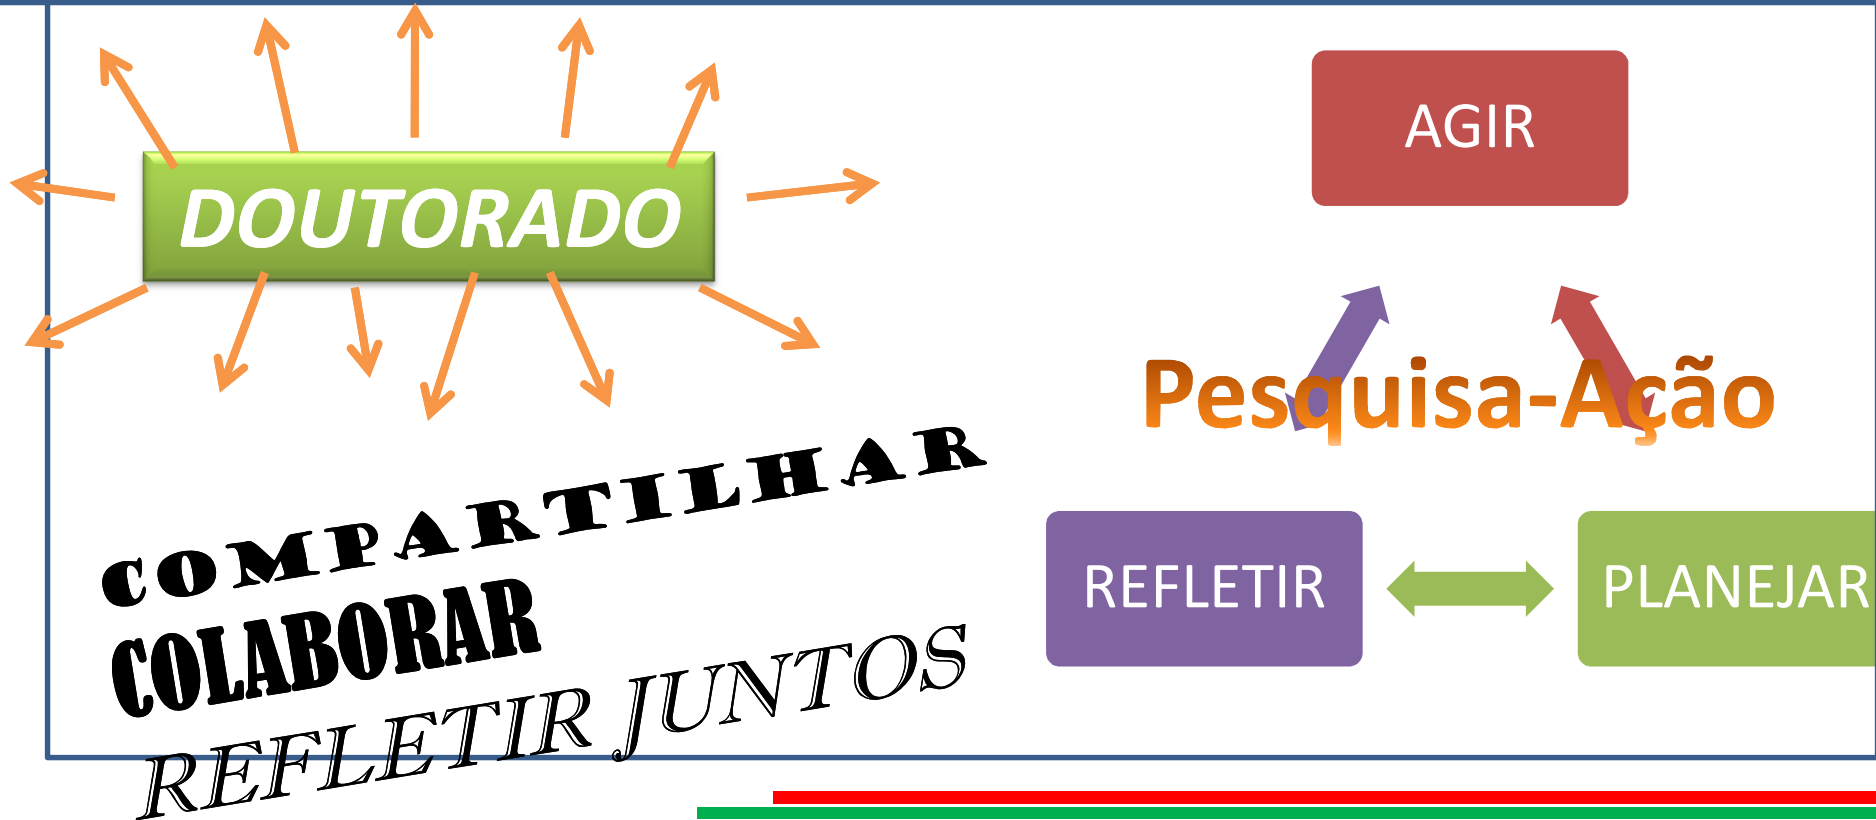 DOUTORADO
COMPARTILHAR
COLABORAR
REFLETIR JUNTOS
AGIR
Pesquisa-Ação
REFLETIR
PLANEJAR